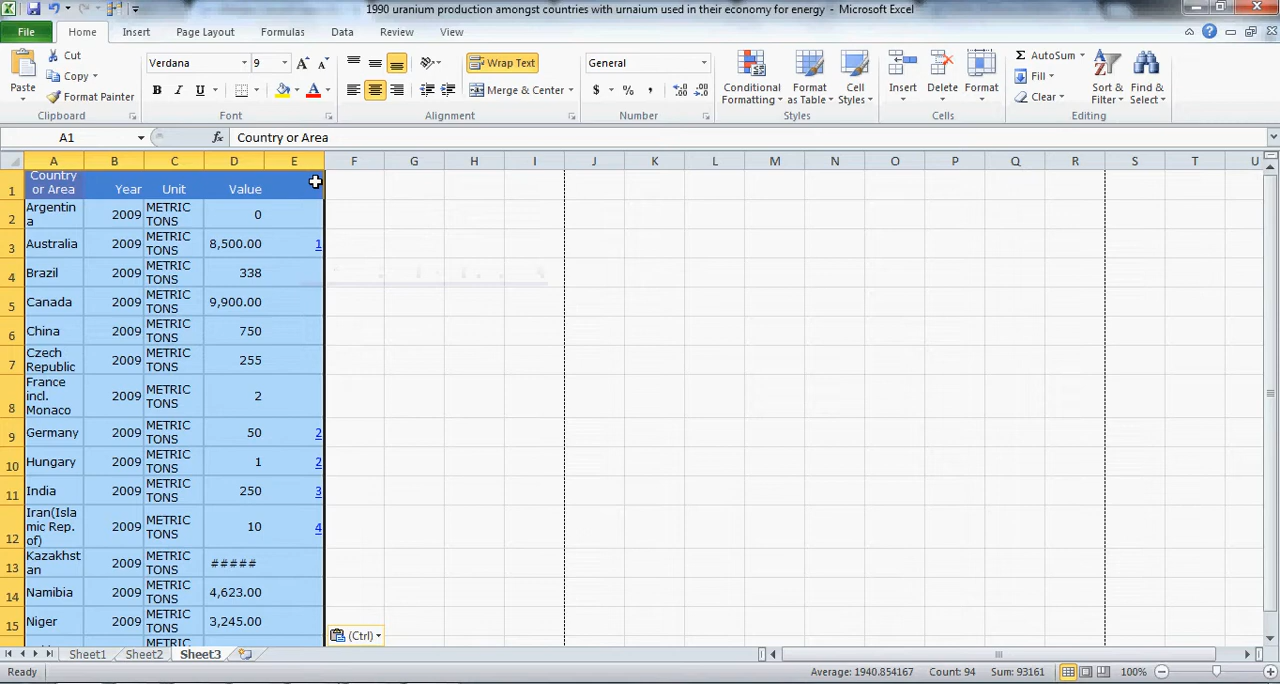 1990 uranium production amongst countries with urnaium used in their economy for energy - Microsoft Excel
File Home Insert Page Layout Formulas Data Review View
Paste
Cut
Copy
Format Painter
Clipboard
Verdana 9
B I U
Font
Wrap Text
Merge & Center
Alignment
General
$ % ,
Number
Conditional Formatting
Format as Table
Cell Styles
Styles
Insert Delete Format
Cells
AutoSum
Fill
Clear
Sort & Filter
Find & Select
Editing
A1 fx Country or Area
A B C D E F G H I J K L M N O P Q R S T U
1 Country or Area Year Unit Value
2 Argentina 2009 METRIC TONS 0
3 Australia 2009 METRIC TONS 8,500.00 1
4 Brazil 2009 METRIC TONS 338
5 Canada 2009 METRIC TONS 9,900.00
6 China 2009 METRIC TONS 750
7 Czech Republic 2009 METRIC TONS 255
8 France incl. Monaco 2009 METRIC TONS 2
9 Germany 2009 METRIC TONS 50 2
10 Hungary 2009 METRIC TONS 1 2
11 India 2009 METRIC TONS 250 3
12 Iran(Islamic Rep. of) 2009 METRIC TONS 10 4
13 Kazakhstan 2009 METRIC TONS #####
14 Namibia 2009 METRIC TONS 4,623.00
15 Niger 2009 METRIC TONS 3,245.00
METRIC
(Ctrl)
Sheet1 Sheet2 Sheet3
Ready Average: 1940.854167 Count: 94 Sum: 93161 100%